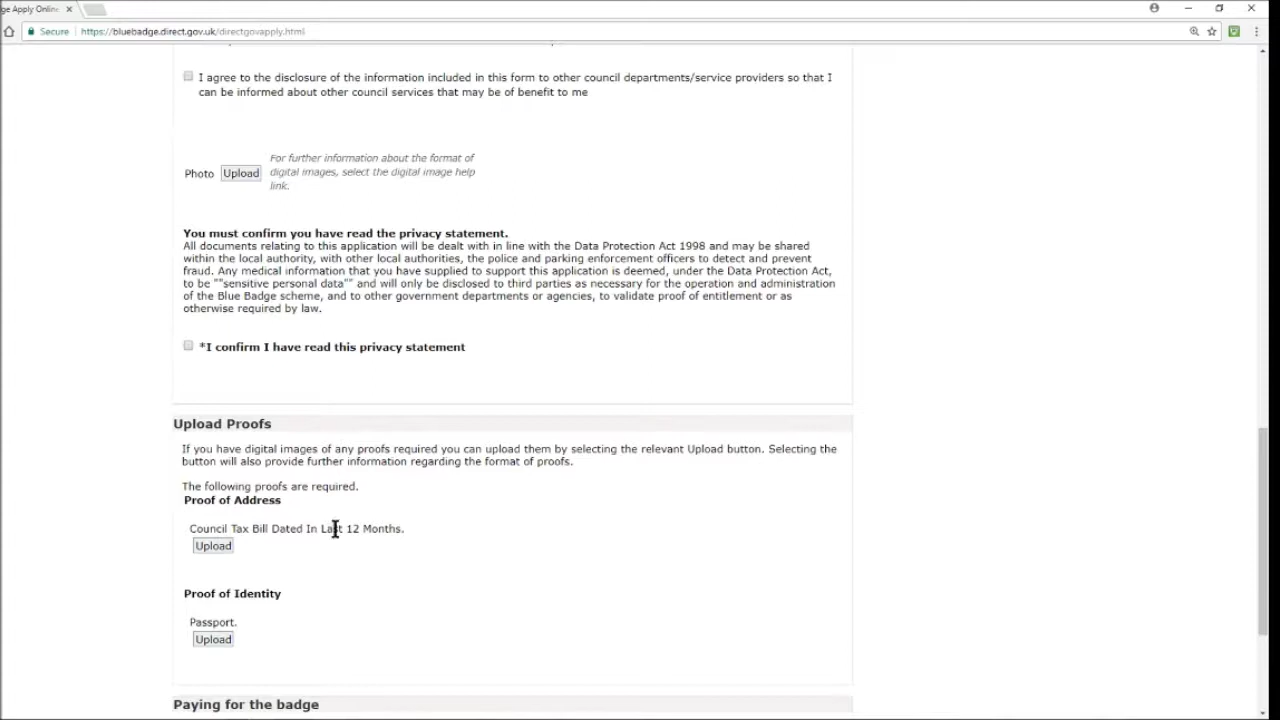 ge Apply Online
Secure https://bluebadge.direct.gov.uk/directgovapply.html
I agree to the disclosure of the information included in this form to other council departments/service providers so that I
can be informed about other council services that may be of benefit to me
For further information about the format of
digital images, select the digital image help
link.
Photo Upload
You must confirm you have read the privacy statement.
All documents relating to this application will be dealt with in line with the Data Protection Act 1998 and may be shared
within the local authority, with other local authorities, the police and parking enforcement officers to detect and prevent
fraud. Any medical information that you have supplied to support this application is deemed, under the Data Protection Act,
to be ""sensitive personal data"" and will only be disclosed to third parties as necessary for the operation and administration
of the Blue Badge scheme, and to other government departments or agencies, to validate proof of entitlement or as
otherwise required by law.
*I confirm I have read this privacy statement
Upload Proofs
If you have digital images of any proofs required you can upload them by selecting the relevant Upload button. Selecting the
button will also provide further information regarding the format of proofs.
The following proofs are required.
Proof of Address
Council Tax Bill Dated In Last 12 Months.
Upload
Proof of Identity
Passport.
Upload
Paying for the badge